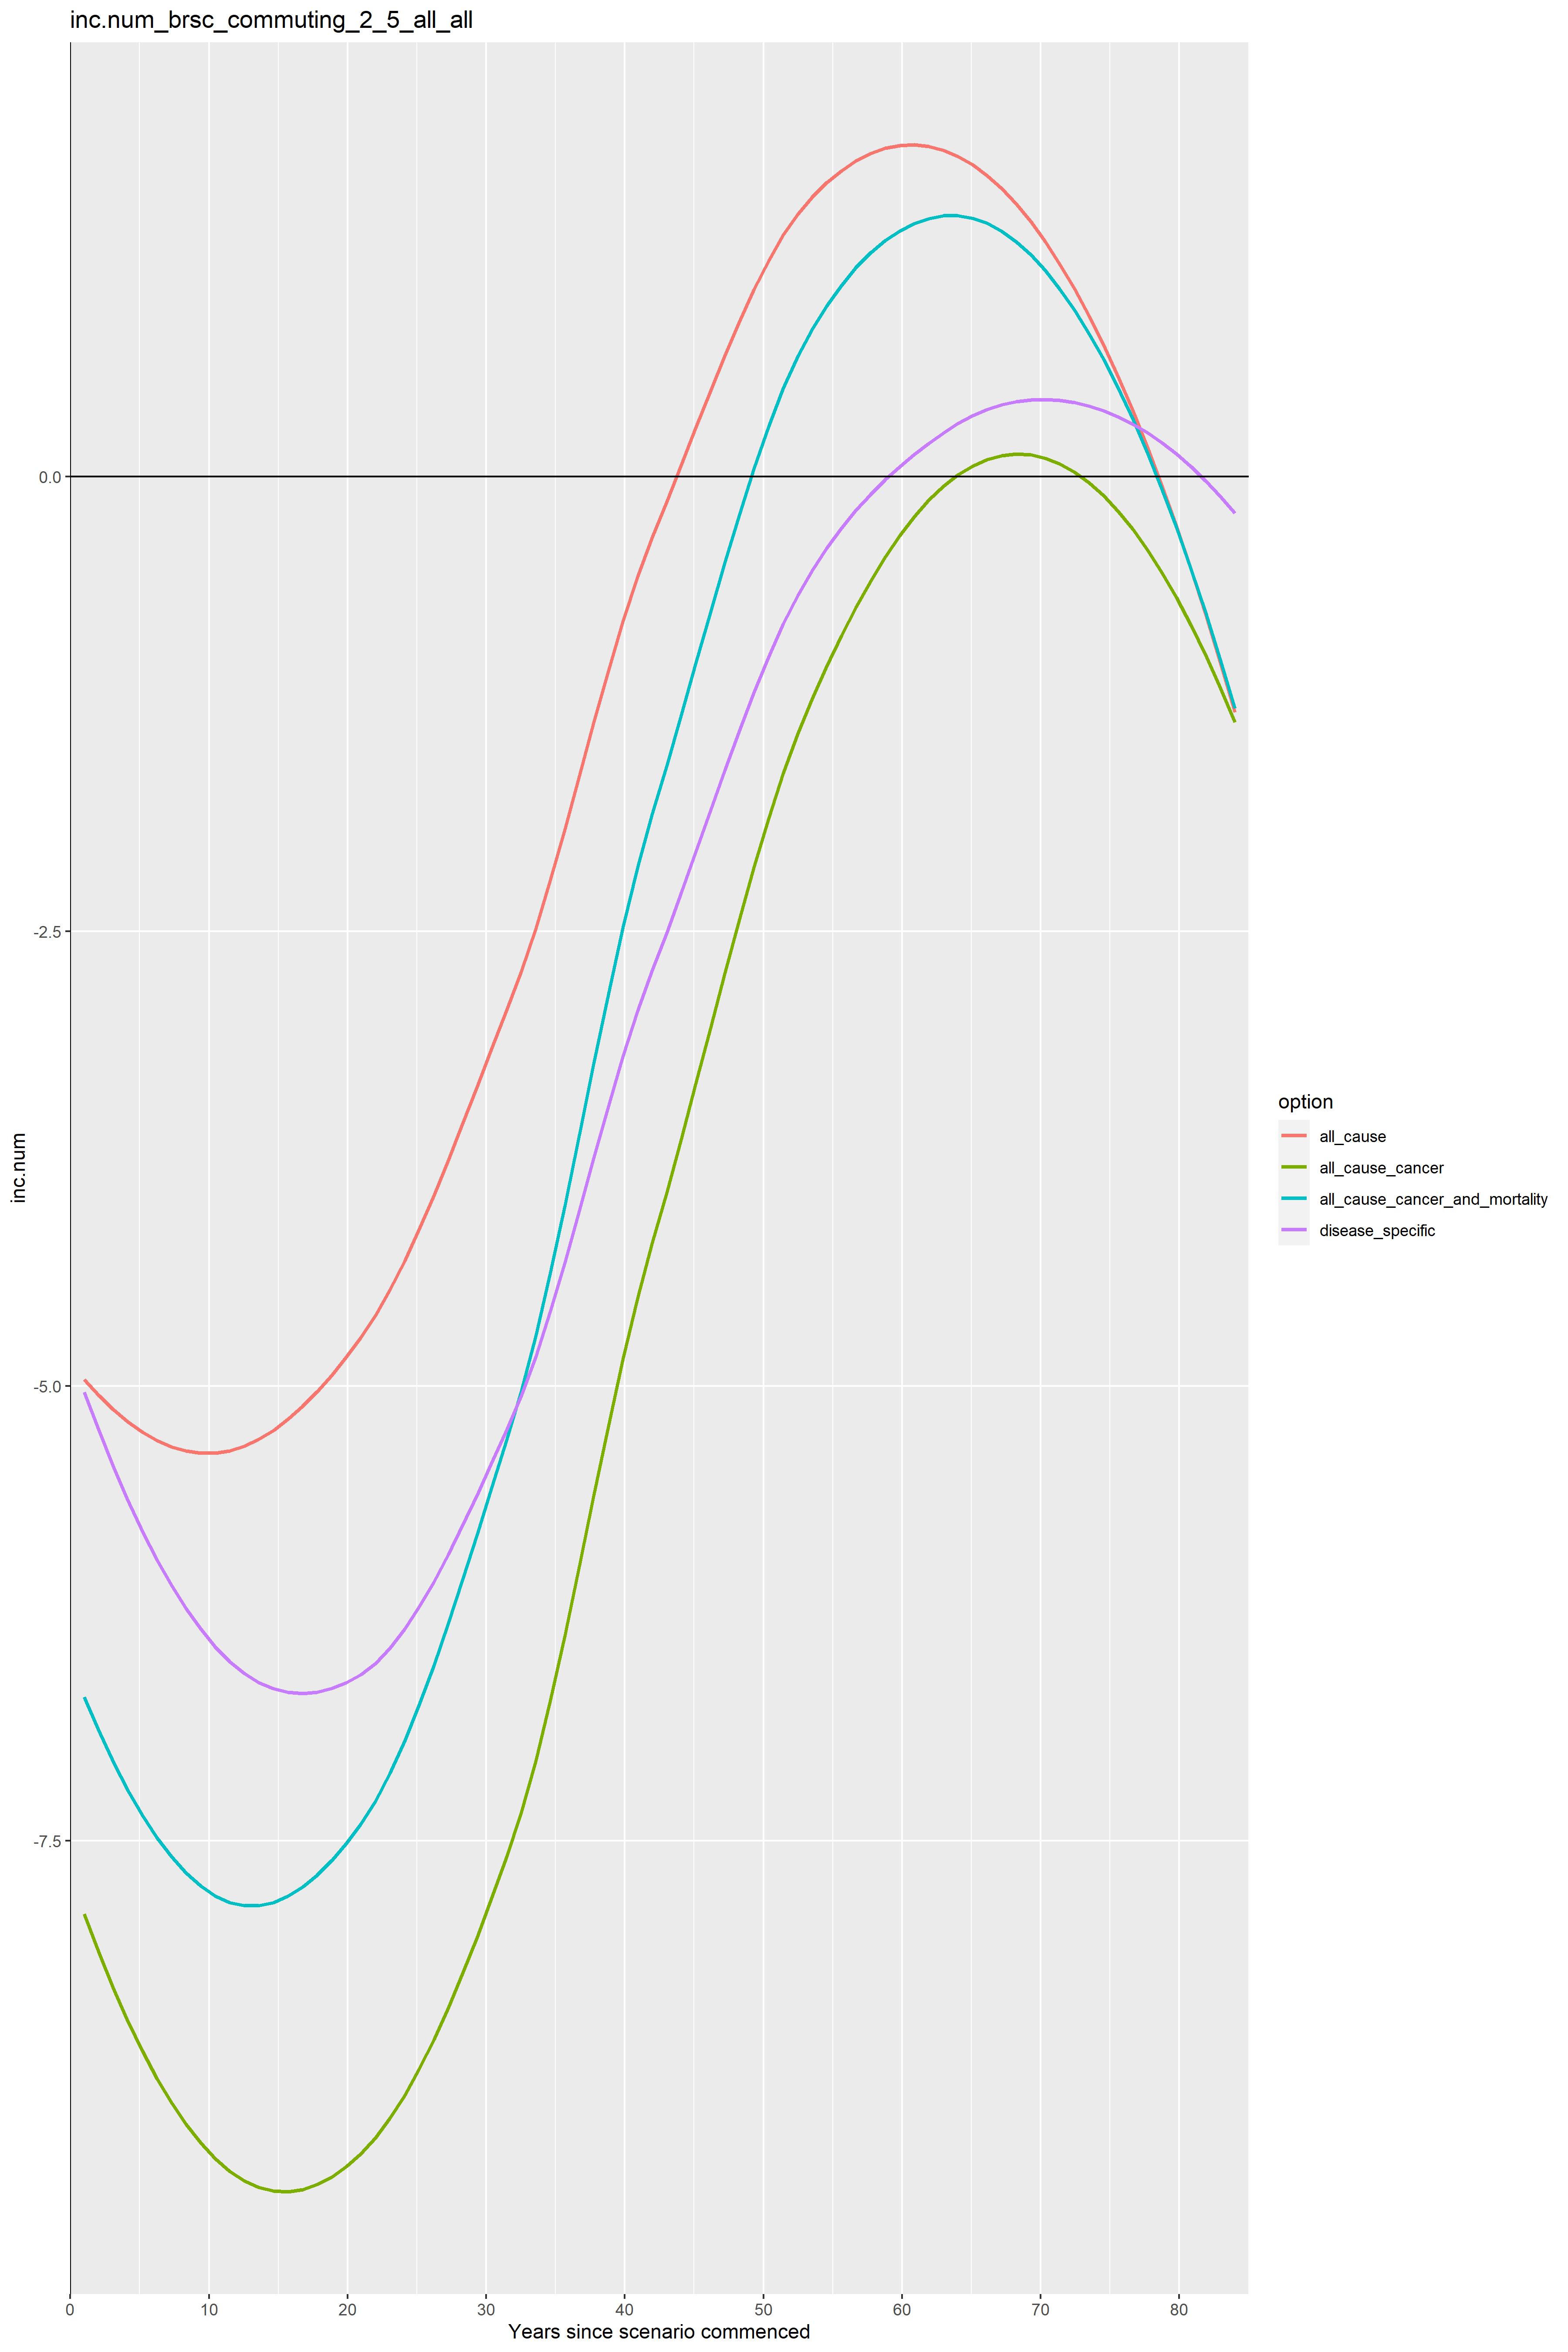 inc.num_brsc_commuting_2_5_all_all
0.0
-2.5
-5.0
-7.5
inc.num
0 10 20 30 40 50 60 70 80
Years since scenario commenced
option
all_cause
all_cause_cancer
all_cause_cancer_and_mortality
disease_specific